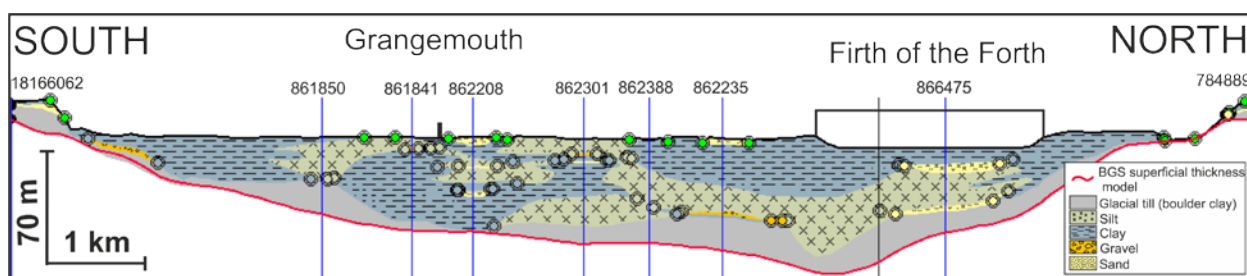 SOUTH
Grangemouth
Firth of the Forth
NORTH
18166062
861850
861841
862208
862301
862388
862235
866475
784889
70 m
1 km
BGS superficial thickness
model
Glacial till (boulder clay)
Silt
Clay
Gravel
Sand